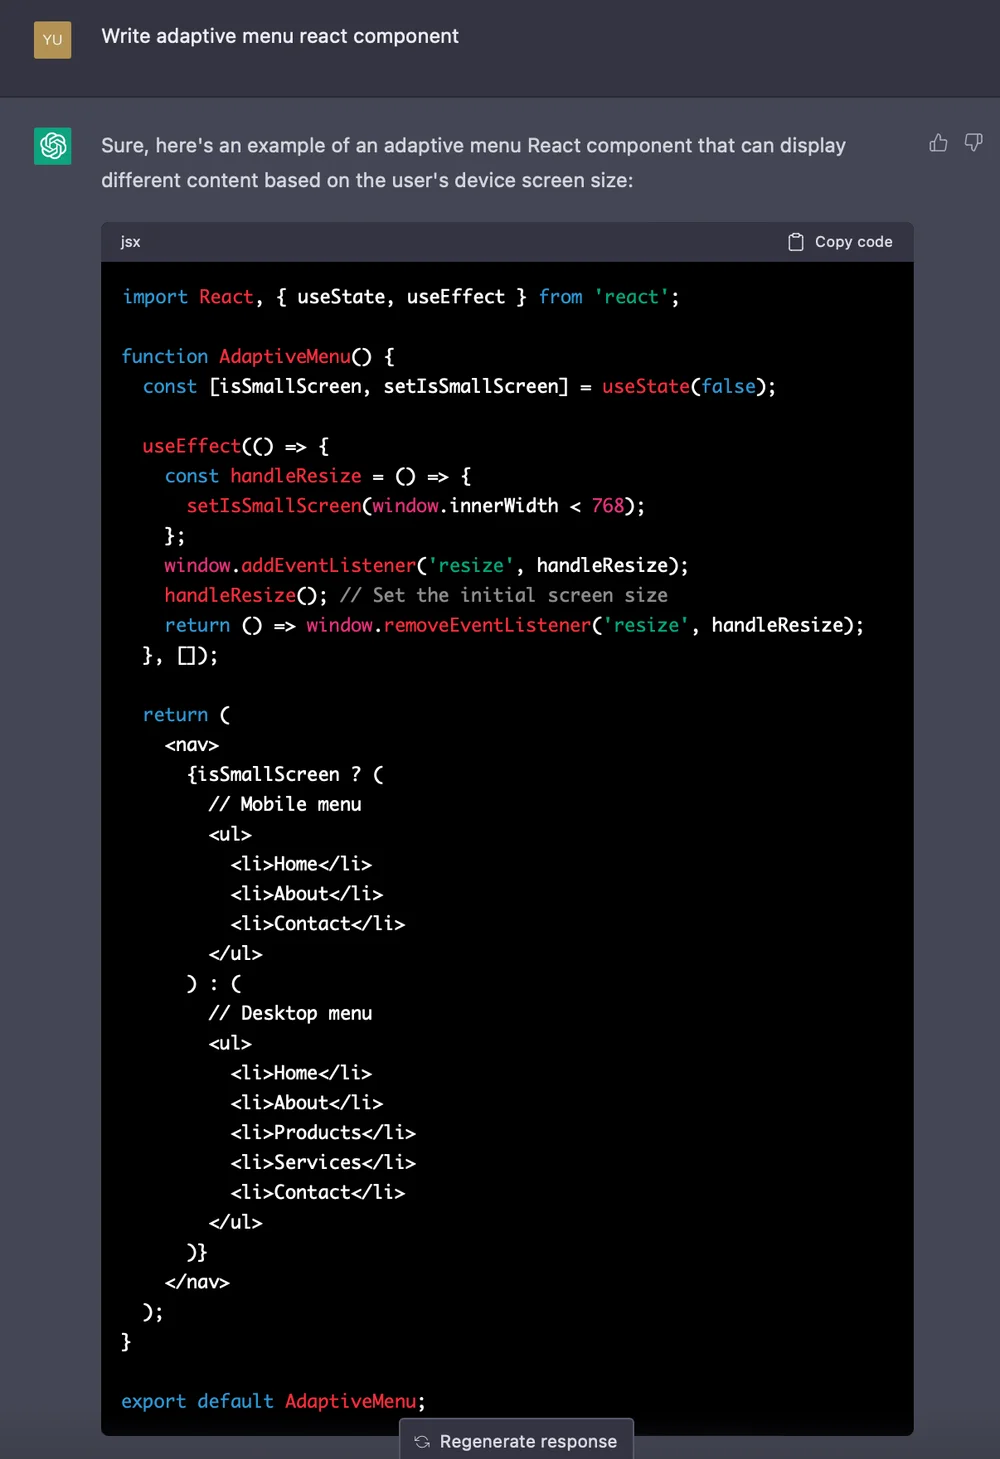 YU
Write adaptive menu react component
Sure, here's an example of an adaptive menu React component that can display
different content based on the user's device screen size:
jsx
Copy code
import React, { useState, useEffect } from 'react';
function AdaptiveMenu() {
  const [isSmallScreen, setIsSmallScreen] = useState(false);
  useEffect(() => {
    const handleResize = () => {
      setIsSmallScreen(window.innerWidth < 768);
    };
    window.addEventListener('resize', handleResize);
    handleResize(); // Set the initial screen size
    return () => window.removeEventListener('resize', handleResize);
  }, []);
  return (
    <nav>
      {isSmallScreen ? (
        // Mobile menu
        <ul>
          <li>Home</li>
          <li>About</li>
          <li>Contact</li>
        </ul>
      ) : (
        // Desktop menu
        <ul>
          <li>Home</li>
          <li>About</li>
          <li>Products</li>
          <li>Services</li>
          <li>Contact</li>
        </ul>
      )}
    </nav>
  );
}
export default AdaptiveMenu;
Regenerate response